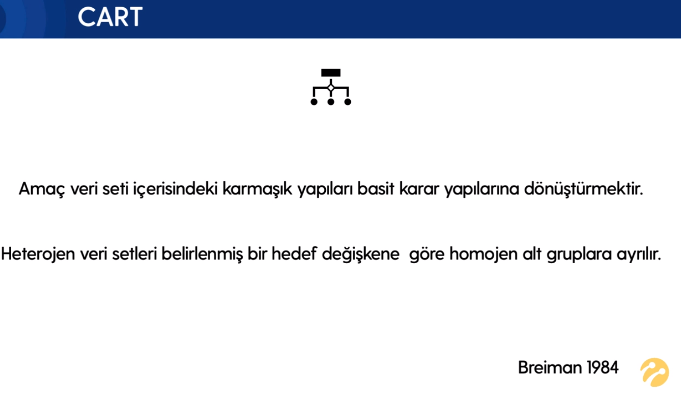 CART
Amaç veri seti içerisindeki karmaşık yapıları basit karar yapılarına dönüştürmektir.
Heterojen veri setleri belirlenmiş bir hedef değişkene  göre homojen alt gruplara ayrılır.
Breiman 1984